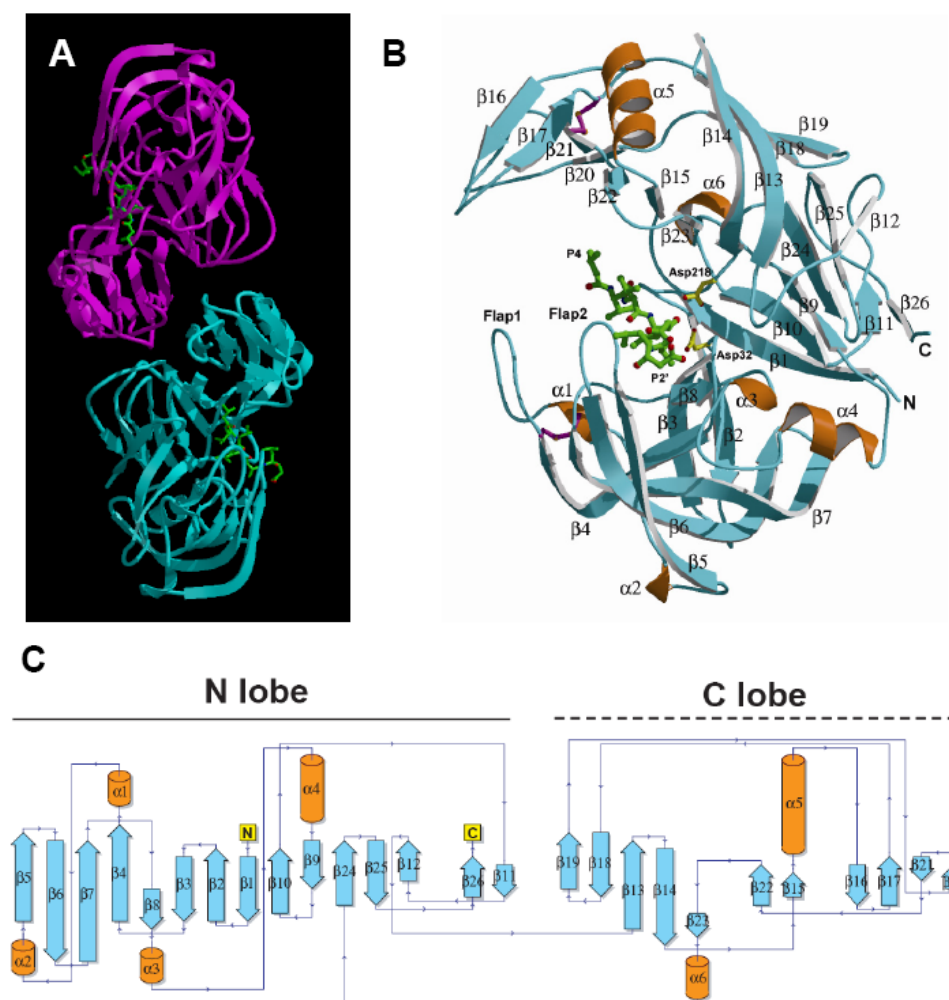 A
B
β16
α5
β17
β21
β14
β19
β18
β20
β22
β15
α6
β13
β25
β12
β23
β24
P4
Asp218
β9
β26
Flap1
Flap2
β10
β11
C
Asp32
β1
P2'
α1
β8
α3
α4
N
β3
β2
β4
β6
β7
β5
α2
C
N lobe
C lobe
α1
α4
α5
N
C
β5
β6
β7
β4
β8
β3
β2
β1
β10
β9
β24
β25
β12
β26
β11
β19
β18
β13
β14
β23
β22
β15
β16
β17
β21
α2
α3
α6